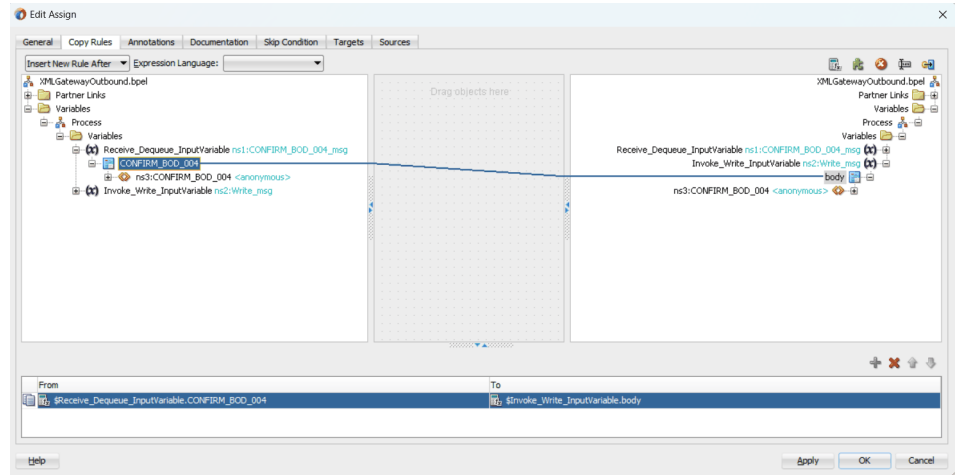 Edit Assign
General Copy Rules Annotations Documentation Skip Condition Targets Sources
Insert New Rule After Expression Language:
XMLGatewayOutbound.bpel
Partner Links
Variables
Process
Variables
Receive_Dequeue_InputVariable ns1:CONFIRM_BOD_004_msg
CONFIRM_BOD_004
ns3:CONFIRM_BOD_004 <anonymous>
Invoke_Write_InputVariable ns2:Write_msg
Drag objects here
XMLGatewayOutbound.bpel
Partner Links
Variables
Process
Variables
Receive_Dequeue_InputVariable ns1:CONFIRM_BOD_004_msg
Invoke_Write_InputVariable ns2:Write_msg
body
ns3:CONFIRM_BOD_004 <anonymous>
From To
$Receive_Dequeue_InputVariable.CONFIRM_BOD_004 $Invoke_Write_InputVariable.body
Help Apply OK Cancel